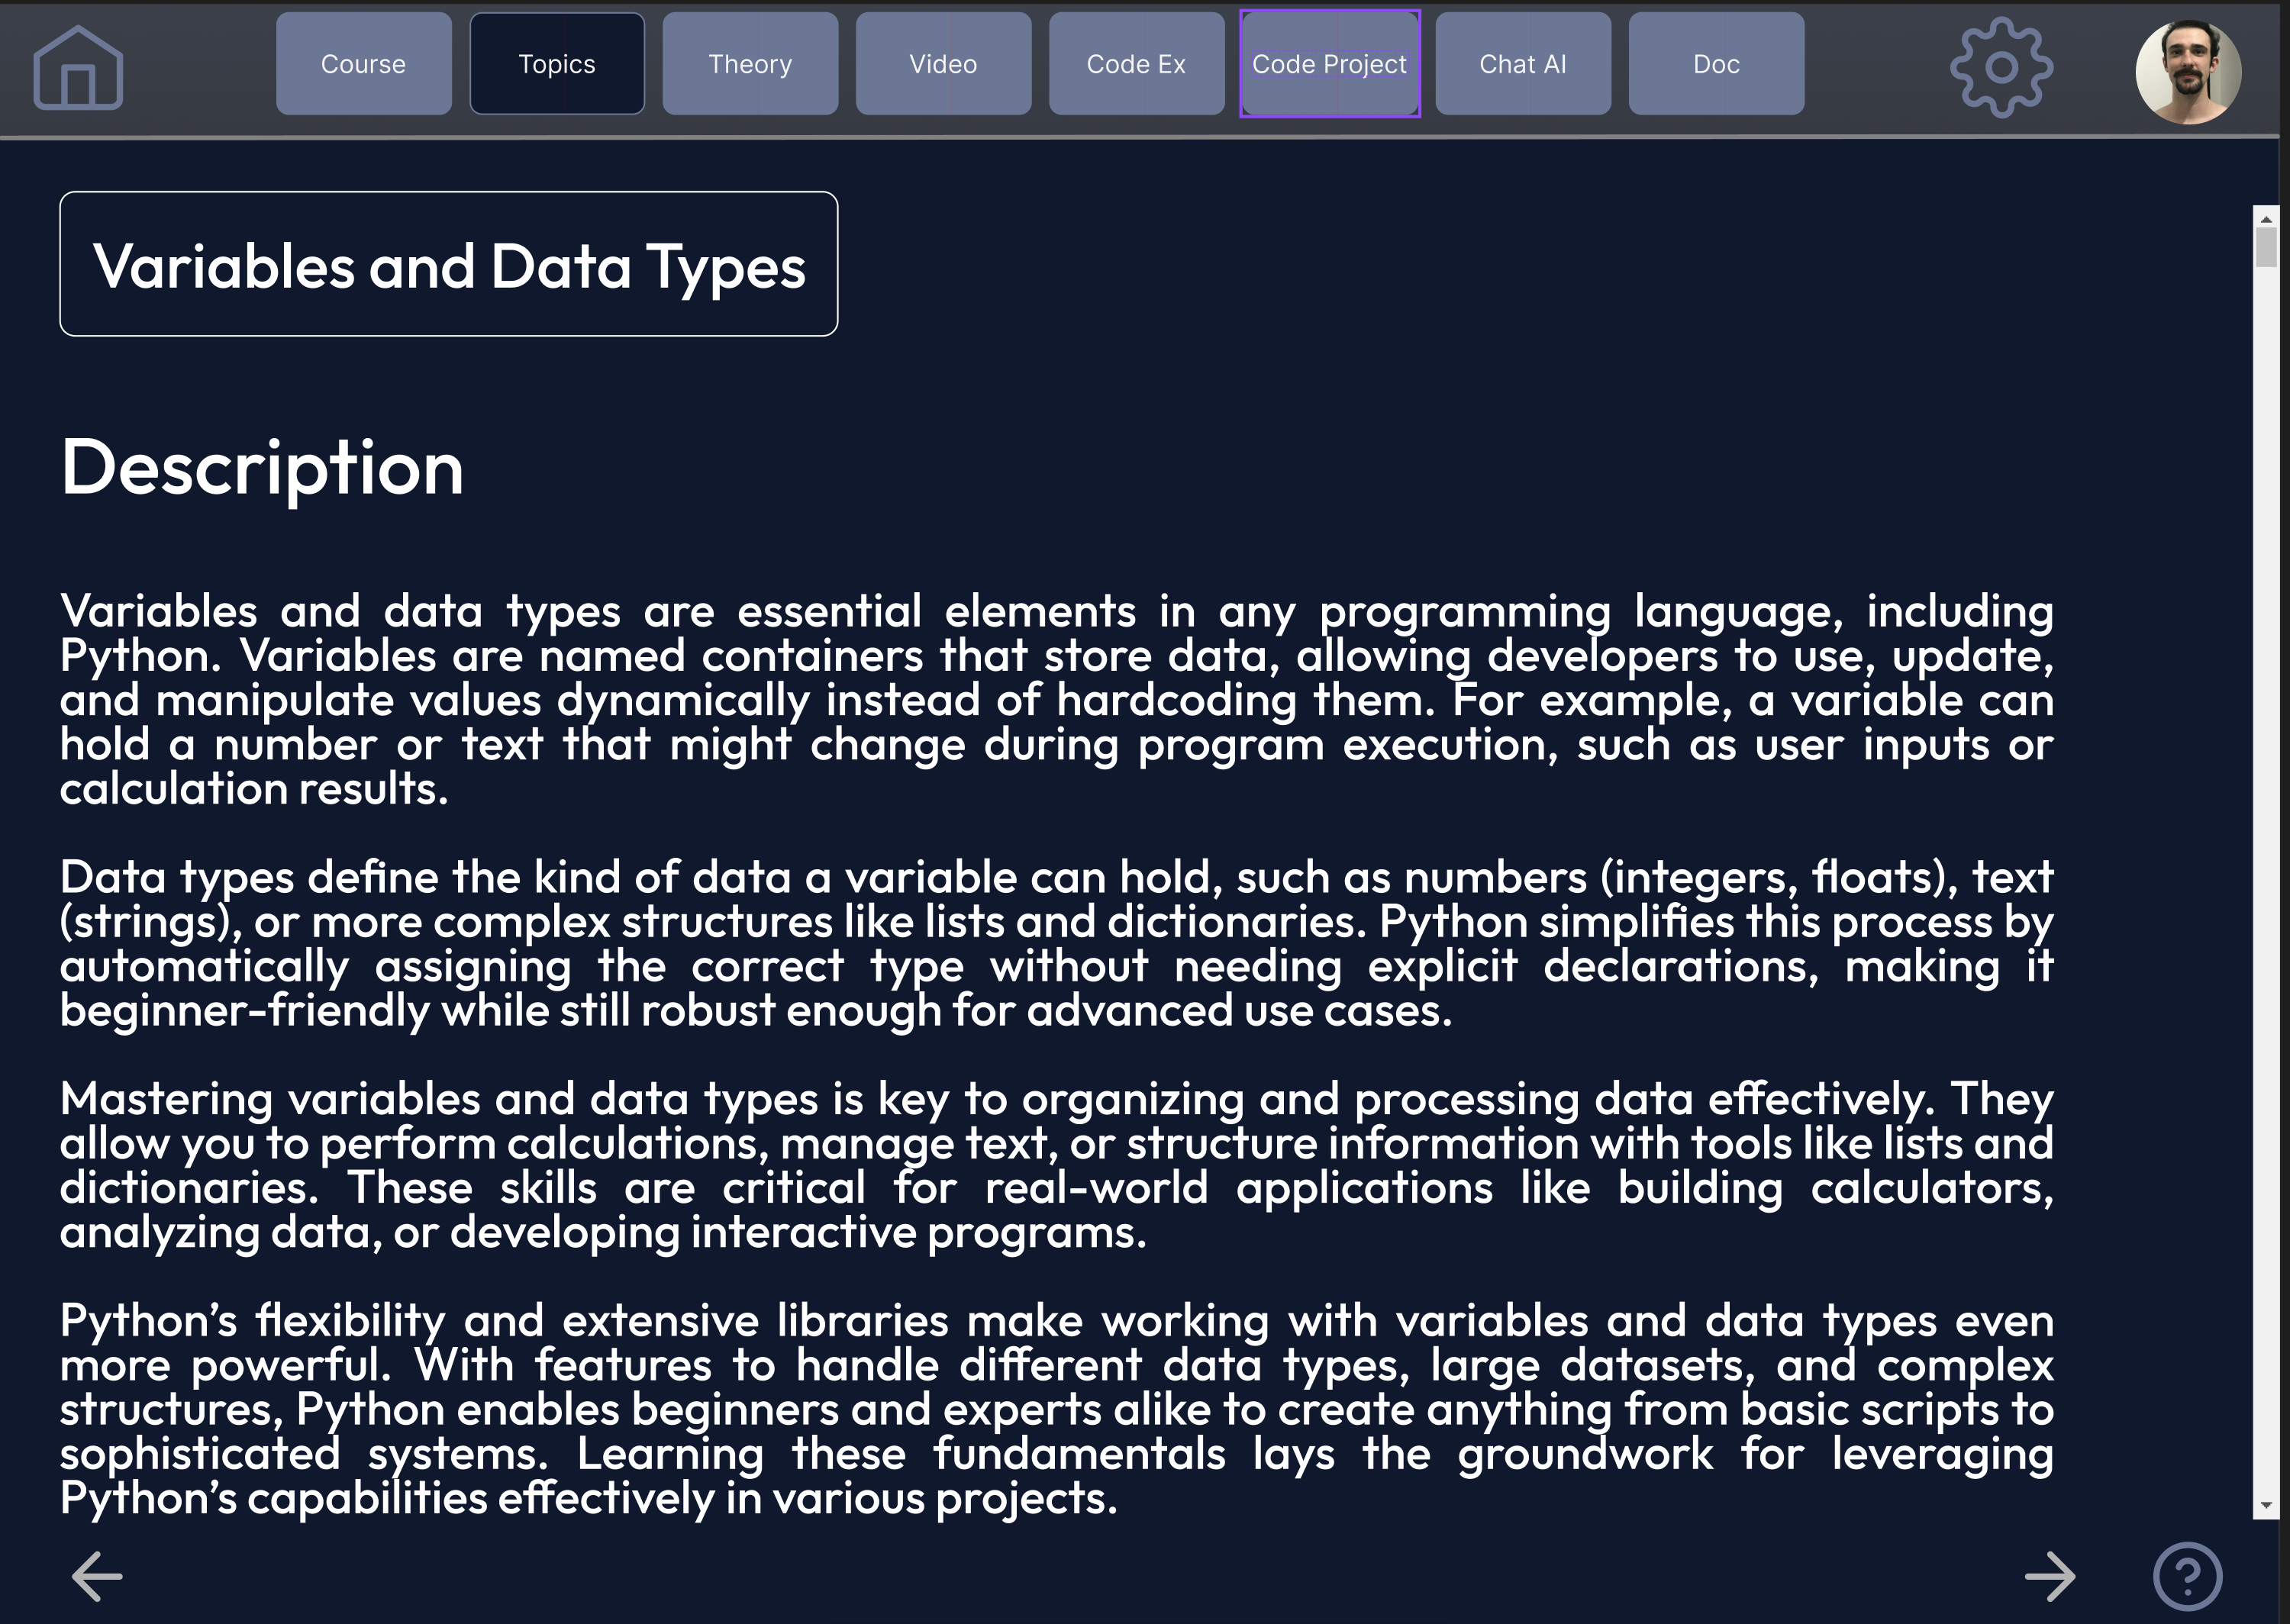 Course
Topics
Theory
Video
Code Ex
Code Project
Chat AI
Doc
Variables and Data Types
Description
Variables and data types are essential elements in any programming language, including
Python. Variables are named containers that store data, allowing developers to use, update,
and manipulate values dynamically instead of hardcoding them. For example, a variable can
hold a number or text that might change during program execution, such as user inputs or
calculation results.
Data types define the kind of data a variable can hold, such as numbers (integers, floats), text
(strings), or more complex structures like lists and dictionaries. Python simplifies this process by
automatically assigning the correct type without needing explicit declarations, making it
beginner-friendly while still robust enough for advanced use cases.
Mastering variables and data types is key to organizing and processing data effectively. They
allow you to perform calculations, manage text, or structure information with tools like lists and
dictionaries. These skills are critical for real-world applications like building calculators,
analyzing data, or developing interactive programs.
Python’s flexibility and extensive libraries make working with variables and data types even
more powerful. With features to handle different data types, large datasets, and complex
structures, Python enables beginners and experts alike to create anything from basic scripts to
sophisticated systems. Learning these fundamentals lays the groundwork for leveraging
Python’s capabilities effectively in various projects.
?